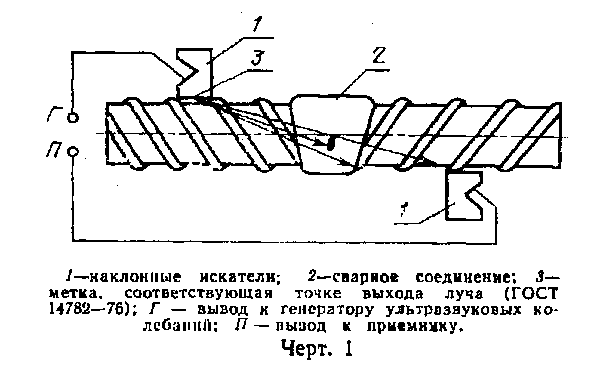 1
3
2
Г
П
1
1—наклонные искатели; 2—сварное соединение; 3—
метка, соответствующая точке выхода луча (ГОСТ
14782—76); Г — вывод к генератору ультразвуковых ко-
лебаний; П — вывод к приемнику.
Черт. 1